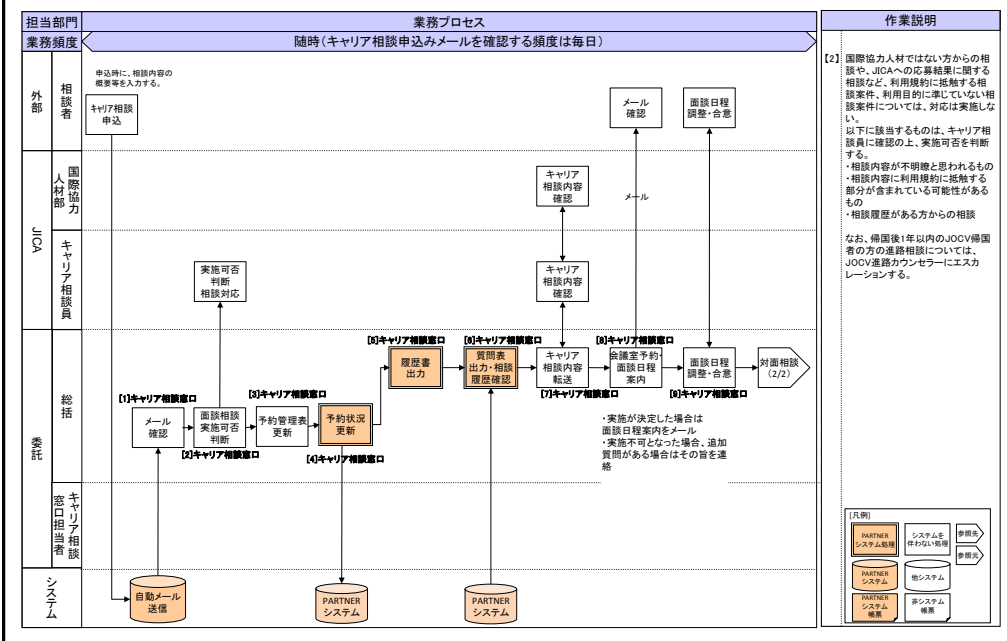 担当部門
業務プロセス
作業説明
業務頻度
随時(キャリア相談申込みメールを確認する頻度は毎日)
外部
相談者
申込時に、相談内容の
概要等を入力する。
キャリア相談
申込
メール
確認
面談日程
調整・合意
JICA
国際協力
人材部
キャリア
相談内容
確認
メール
キャリア相談員
実施可否
判断
相談対応
キャリア
相談内容
確認
委託
総括
[1]キャリア相談窓口
メール
確認
面談相談
実施可否
判断
[2]キャリア相談窓口
[3]キャリア相談窓口
予約管理表
更新
予約状況
更新
[4]キャリア相談窓口
[5]キャリア相談窓口
履歴書
出力
[6]キャリア相談窓口
質問表
出力・相談
履歴確認
キャリア
相談内容
転送
[7]キャリア相談窓口
[8]キャリア相談窓口
会議室予約・
面談日程
案内
面談日程
調整・合意
[9]キャリア相談窓口
対面相談
(2/2)
・実施が決定した場合は
面談日程案内をメール
・実施不可となった場合、追加
質問がある場合はその旨を連
絡
キャリア相談
窓口担当者
システム
自動メール
送信
PARTNER
システム
PARTNER
システム
【2】 国際協力人材ではない方からの相
談や、JICAへの応募結果に関する
相談など、利用規約に抵触する相
談案件、利用目的に準じていない相
談案件については、対応は実施しな
い。
以下に該当するものは、キャリア相
談員に確認の上、実施可否を判断
する。
・相談内容が不明瞭と思われるもの
・相談内容に利用規約に抵触する
部分が含まれている可能性がある
もの
・相談履歴がある方からの相談
なお、帰国後1年以内のJOCV帰国
者の方の進路相談については、
JOCV進路カウンセラーにエスカ
レーションする。
[凡例]
PARTNER
システム処理
システムを
伴わない処理
参照先
参照元
PARTNER
システム
他システム
PARTNER
システム
帳票
非システム
帳票